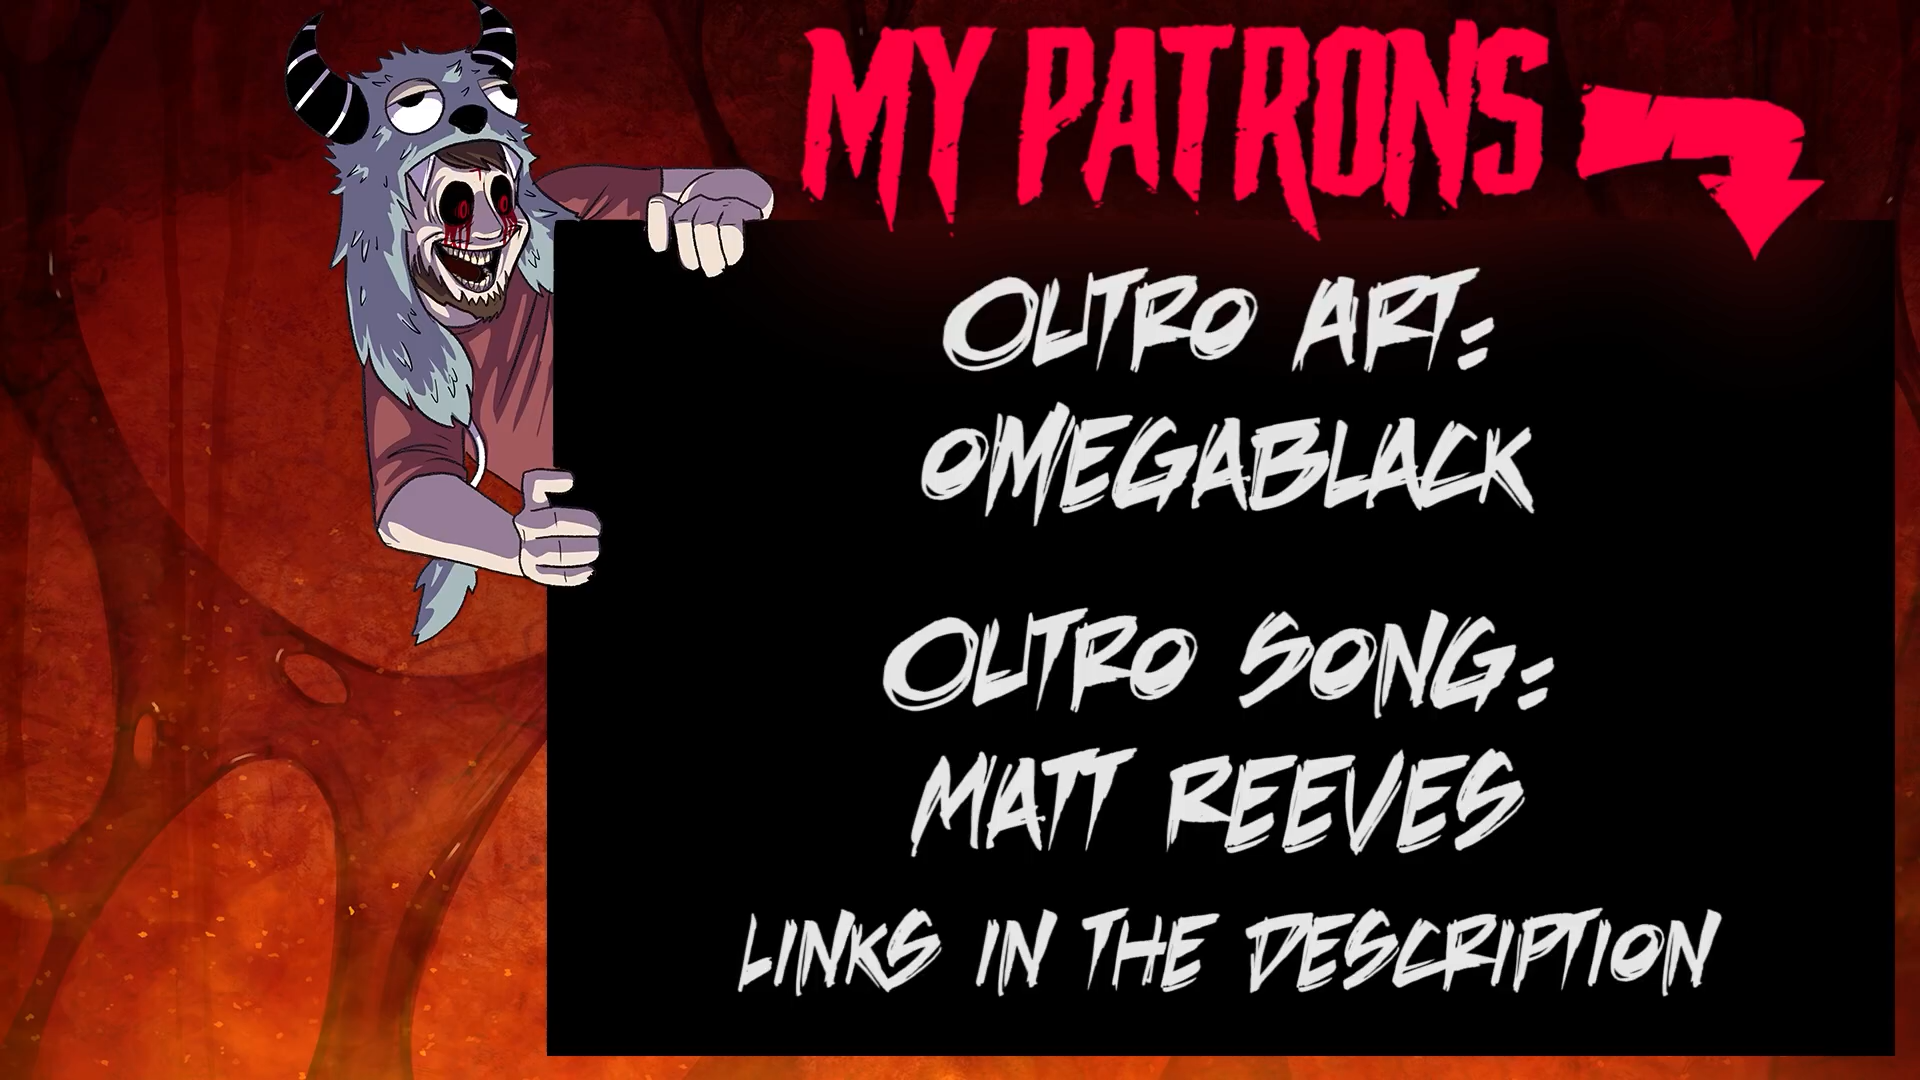 MY PATRONS
OUTRO ART:
OMEGABLACK
OUTRO SONG:
MATT REEVES
LINKS IN THE DESCRIPTION